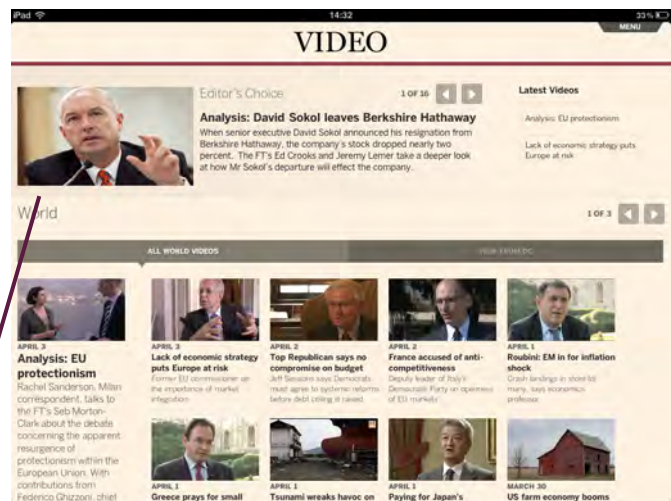 iPad 14:32 33%
MENU
VIDEO
Editor's Choice 1 OF 16
Analysis: David Sokol leaves Berkshire Hathaway
When senior executive David Sokol announced his resignation from
Berkshire Hathaway, the company's stock dropped nearly two
percent. The FT's Ed Crooks and Jeremy Lemer take a deeper look
at how Mr Sokol's departure will effect the company.
Latest Videos
Analysis: EU protectionism
Lack of economic strategy puts
Europe at risk
World 1 OF 3
ALL WORLD VIDEOS
APRIL 3
Analysis: EU
protectionism
Rachel Sanderson, Milan
correspondent, talks to
the FT's Seb Morton-
Clark about the debate
concerning the apparent
resurgence of
protectionism within the
European Union. With
contributions from
Federico Ghizzoni, chief
APRIL 3
Lack of economic strategy
puts Europe at risk
Former EU commissioner on
the importance of market
integration
APRIL 2
Top Republican says no
compromise on budget
Jeff Sessions says Democrats
must agree to systemic reforms
before debt ceiling is raised
APRIL 2
France accused of anti-
competitiveness
Deputy leader of Italy's
Democratic Party on openness
of EU markets
APRIL 1
Roubini: EM in for inflation
shock
Crash landings in store for
many, says economics
professor
APRIL 1
Greece prays for small
APRIL 1
Tsunami wreaks havoc on
APRIL 1
Paying for Japan's
MARCH 30
US farm economy booms